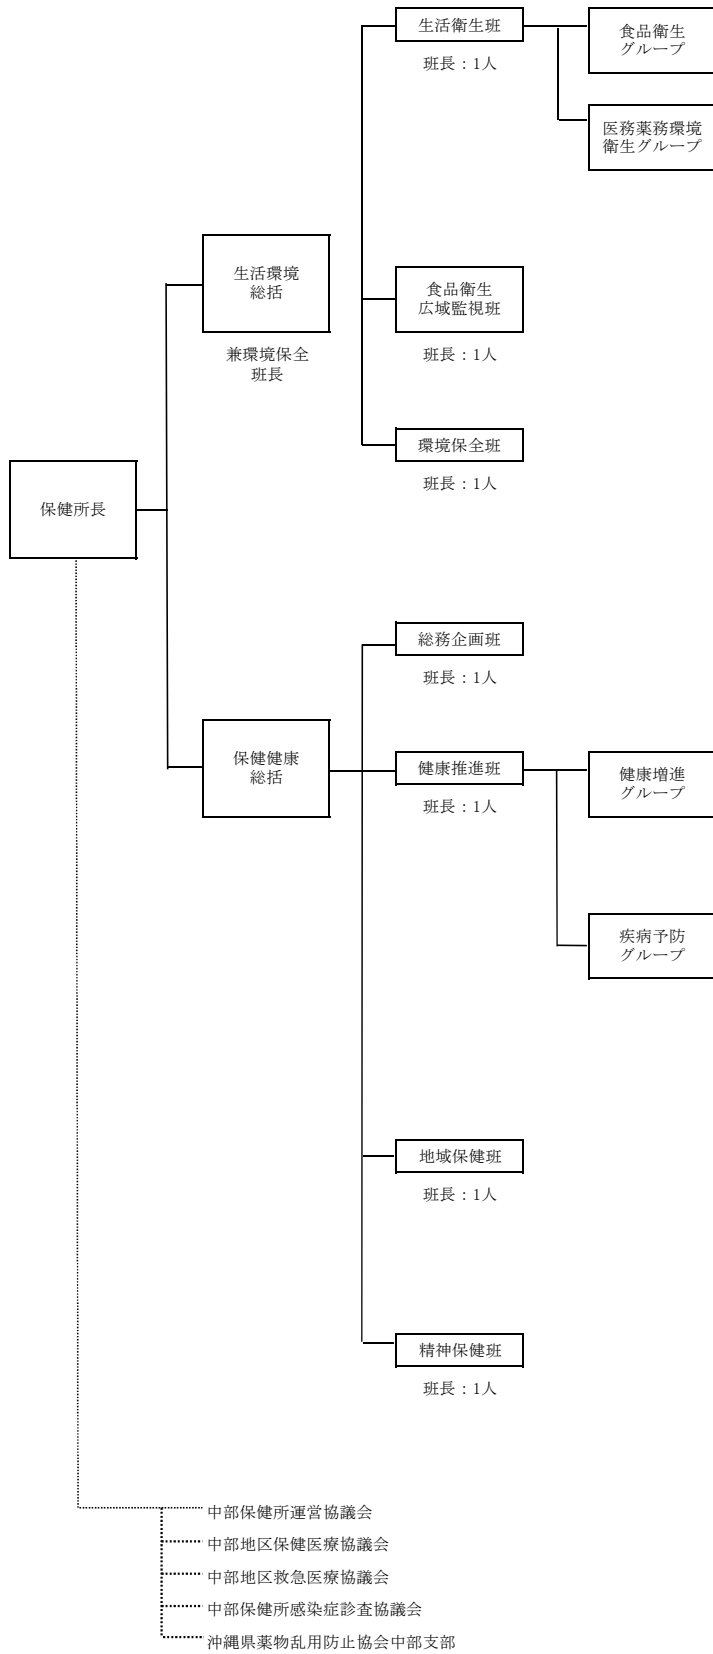 生活衛生班
班長：1人
食品衛生
グループ
医務薬務環境
衛生グループ
生活環境
総括
兼環境保全
班長
食品衛生
広域監視班
班長：1人
環境保全班
班長：1人
保健所長
総務企画班
班長：1人
保健健康
総括
健康推進班
班長：1人
健康増進
グループ
疾病予防
グループ
地域保健班
班長：1人
精神保健班
班長：1人
中部保健所運営協議会
中部地区保健医療協議会
中部地区救急医療協議会
中部保健所感染症診査協議会
沖縄県薬物乱用防止協会中部支部